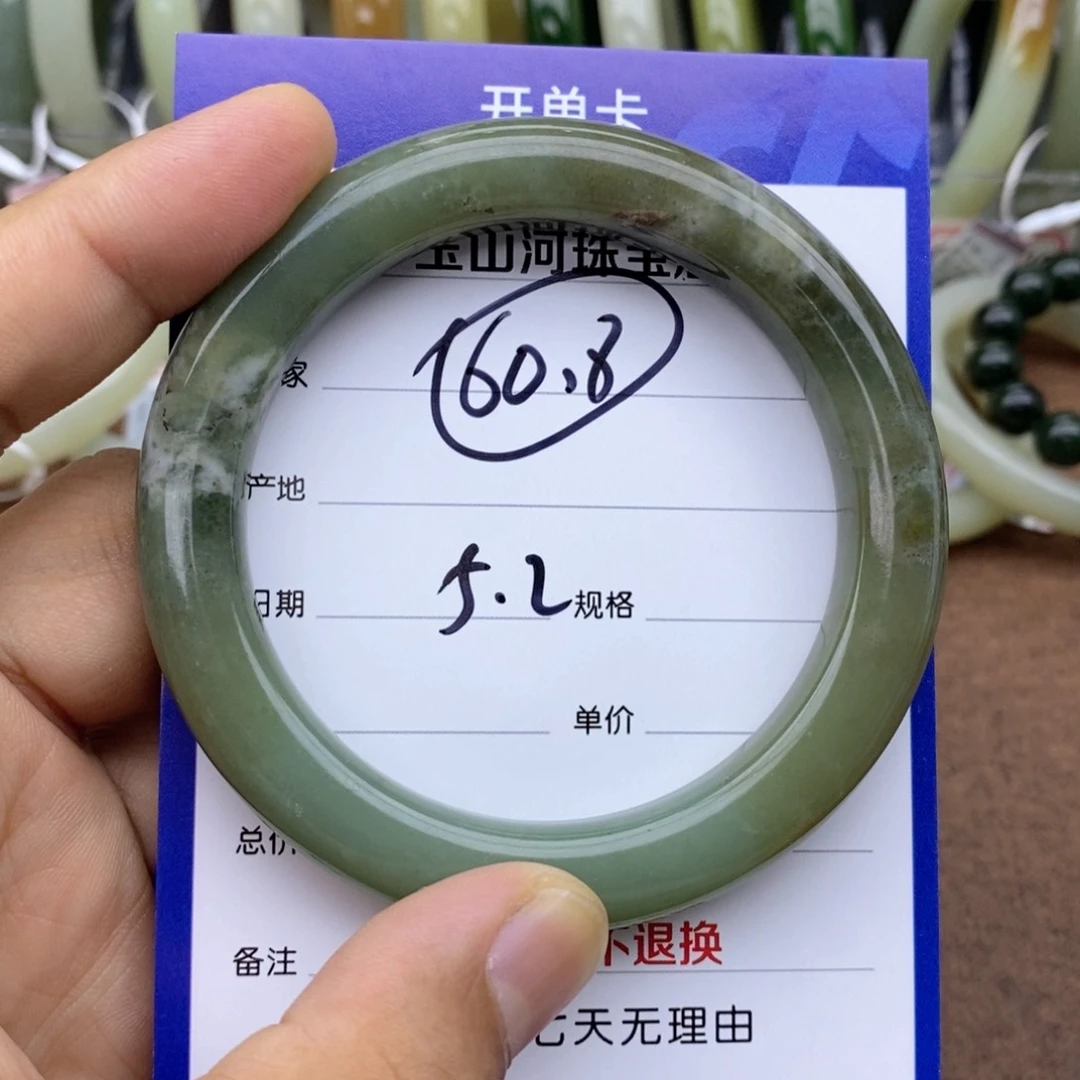 开单卡
玉山河珠宝
家
60.8
产地
日期 5.2 规格
单价
总价
备注 不退换
七天无理由